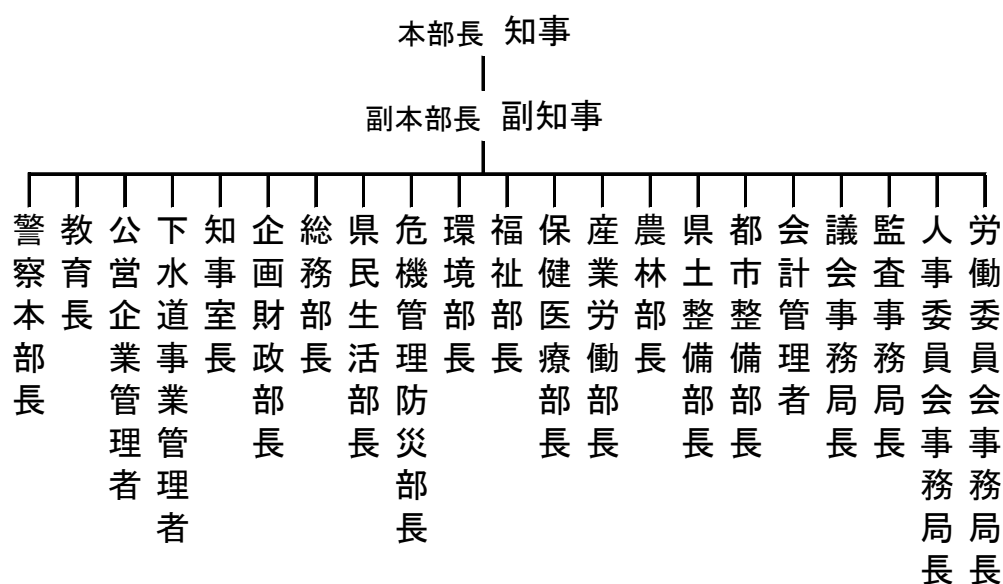 本部長 知事
副本部長 副知事
警察本部長
教育長
公営企業管理者
下水道事業管理者
知事室長
企画財政部長
総務部長
県民生活部長
危機管理防災部長
環境部長
福祉部長
保健医療部長
産業労働部長
農林部長
県土整備部長
都市整備部長
会計管理者
議会事務局長
監査事務局長
人事委員会事務局長
労働委員会事務局長